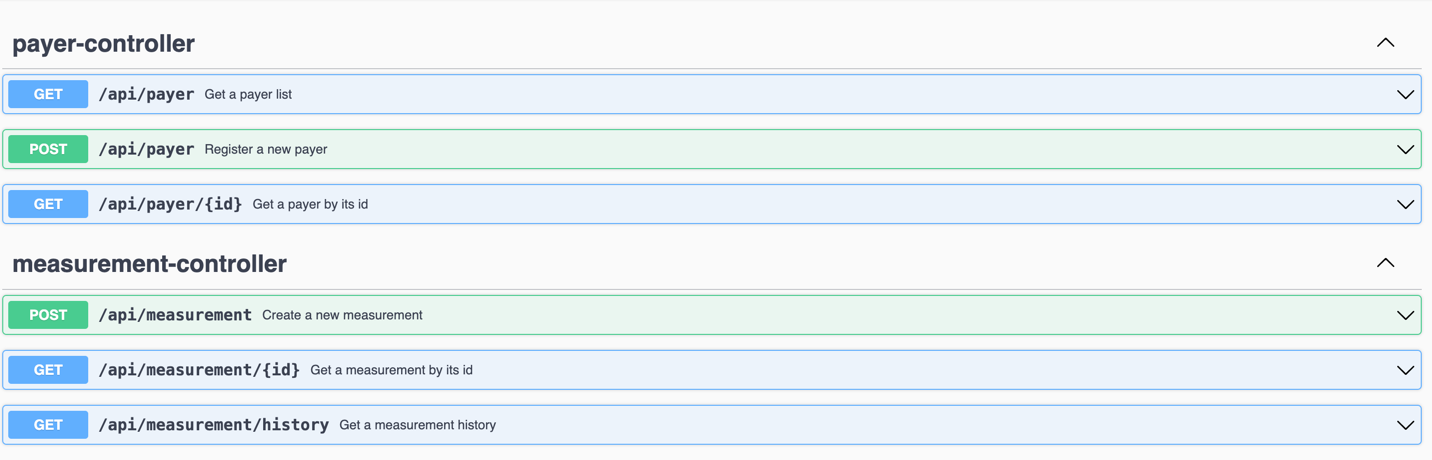 payer-controller
GET /api/payer Get a payer list
POST /api/payer Register a new payer
GET /api/payer/{id} Get a payer by its id
measurement-controller
POST /api/measurement Create a new measurement
GET /api/measurement/{id} Get a measurement by its id
GET /api/measurement/history Get a measurement history